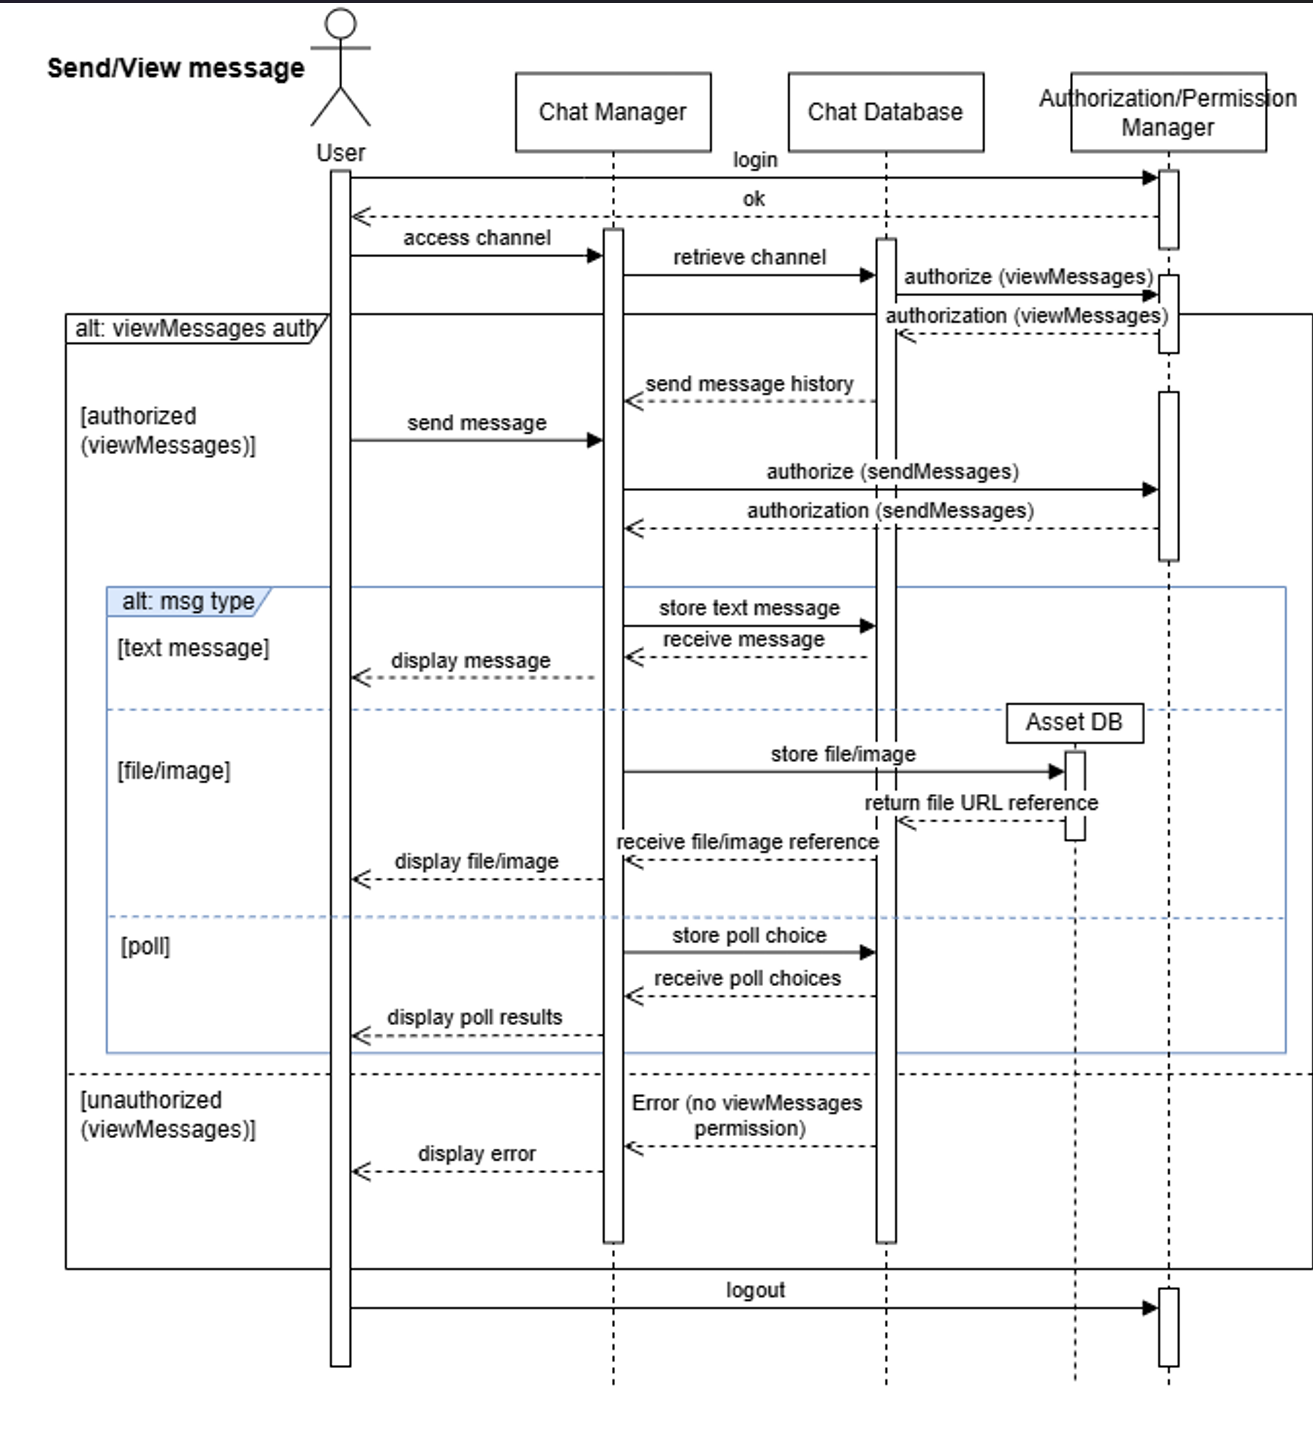 Send/View message
User
Chat Manager
Chat Database
Authorization/Permission
Manager
login
ok
access channel
retrieve channel
authorize (viewMessages)
alt: viewMessages auth
authorization (viewMessages)
send message history
[authorized
(viewMessages)]
send message
authorize (sendMessages)
authorization (sendMessages)
alt: msg type
store text message
[text message]
receive message
display message
Asset DB
store file/image
[file/image]
return file URL reference
receive file/image reference
display file/image
store poll choice
[poll]
receive poll choices
display poll results
[unauthorized
(viewMessages)]
Error (no viewMessages
permission)
display error
logout